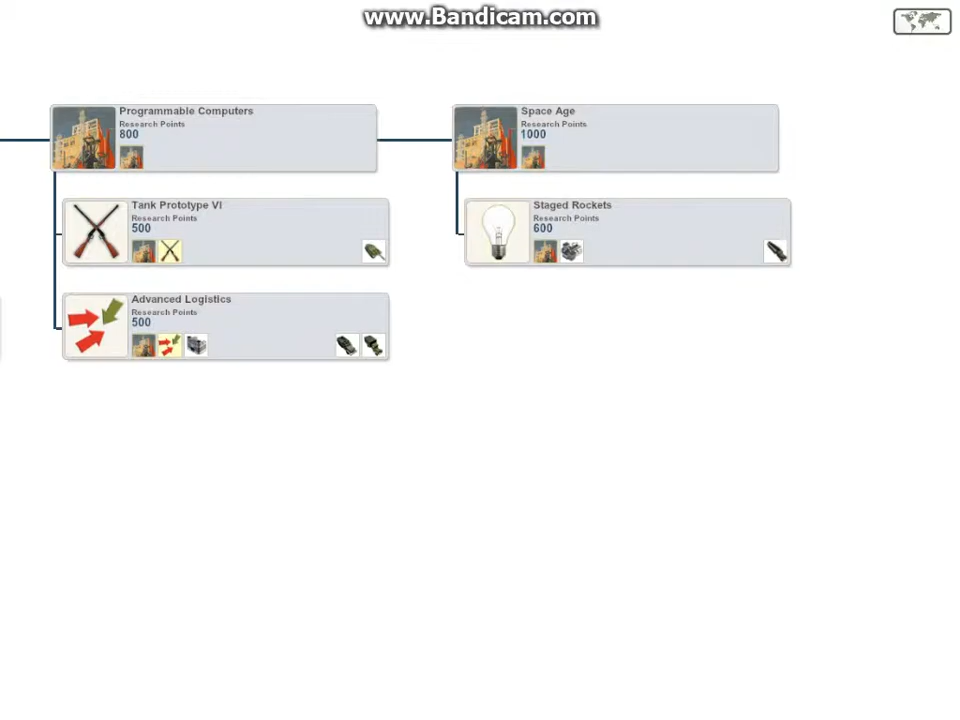 www.Bandicam.com
Programmable Computers
Research Points
800
Space Age
Research Points
1000
Tank Prototype VI
Research Points
500
Staged Rockets
Research Points
600
Advanced Logistics
Research Points
500